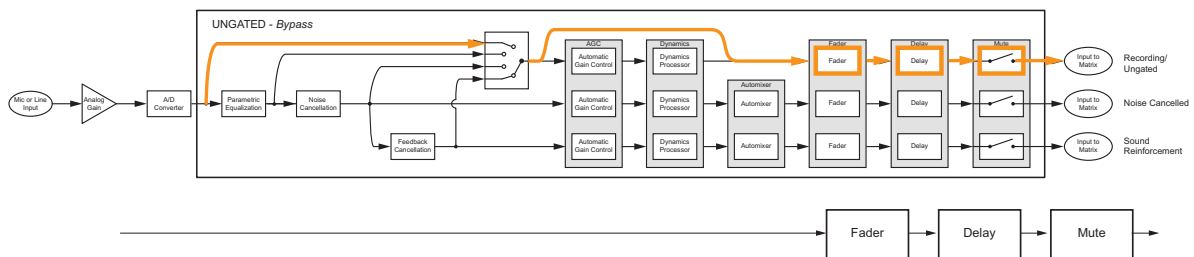 UNGATED - Bypass
AGC
Dynamics
Fader
Delay
Mute
Automatic
Gain Control
Dynamics
Processor
Fader
Delay
Input to
Matrix
Recording/
Ungated
Automixer
Mic or Line
Input
Analog
Gain
A/D
Converter
Parametric
Equalization
Noise
Cancellation
Automatic
Gain Control
Dynamics
Processor
Automixer
Fader
Delay
Input to
Matrix
Noise Cancelled
Feedback
Cancellation
Automatic
Gain Control
Dynamics
Processor
Automixer
Fader
Delay
Input to
Matrix
Sound
Reinforcement
Fader
Delay
Mute